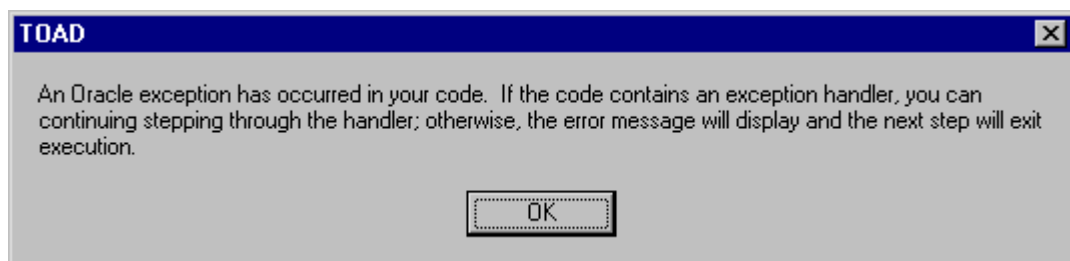 TOAD
An Oracle exception has occurred in your code. If the code contains an exception handler, you can
continuing stepping through the handler; otherwise, the error message will display and the next step will exit
execution.
OK